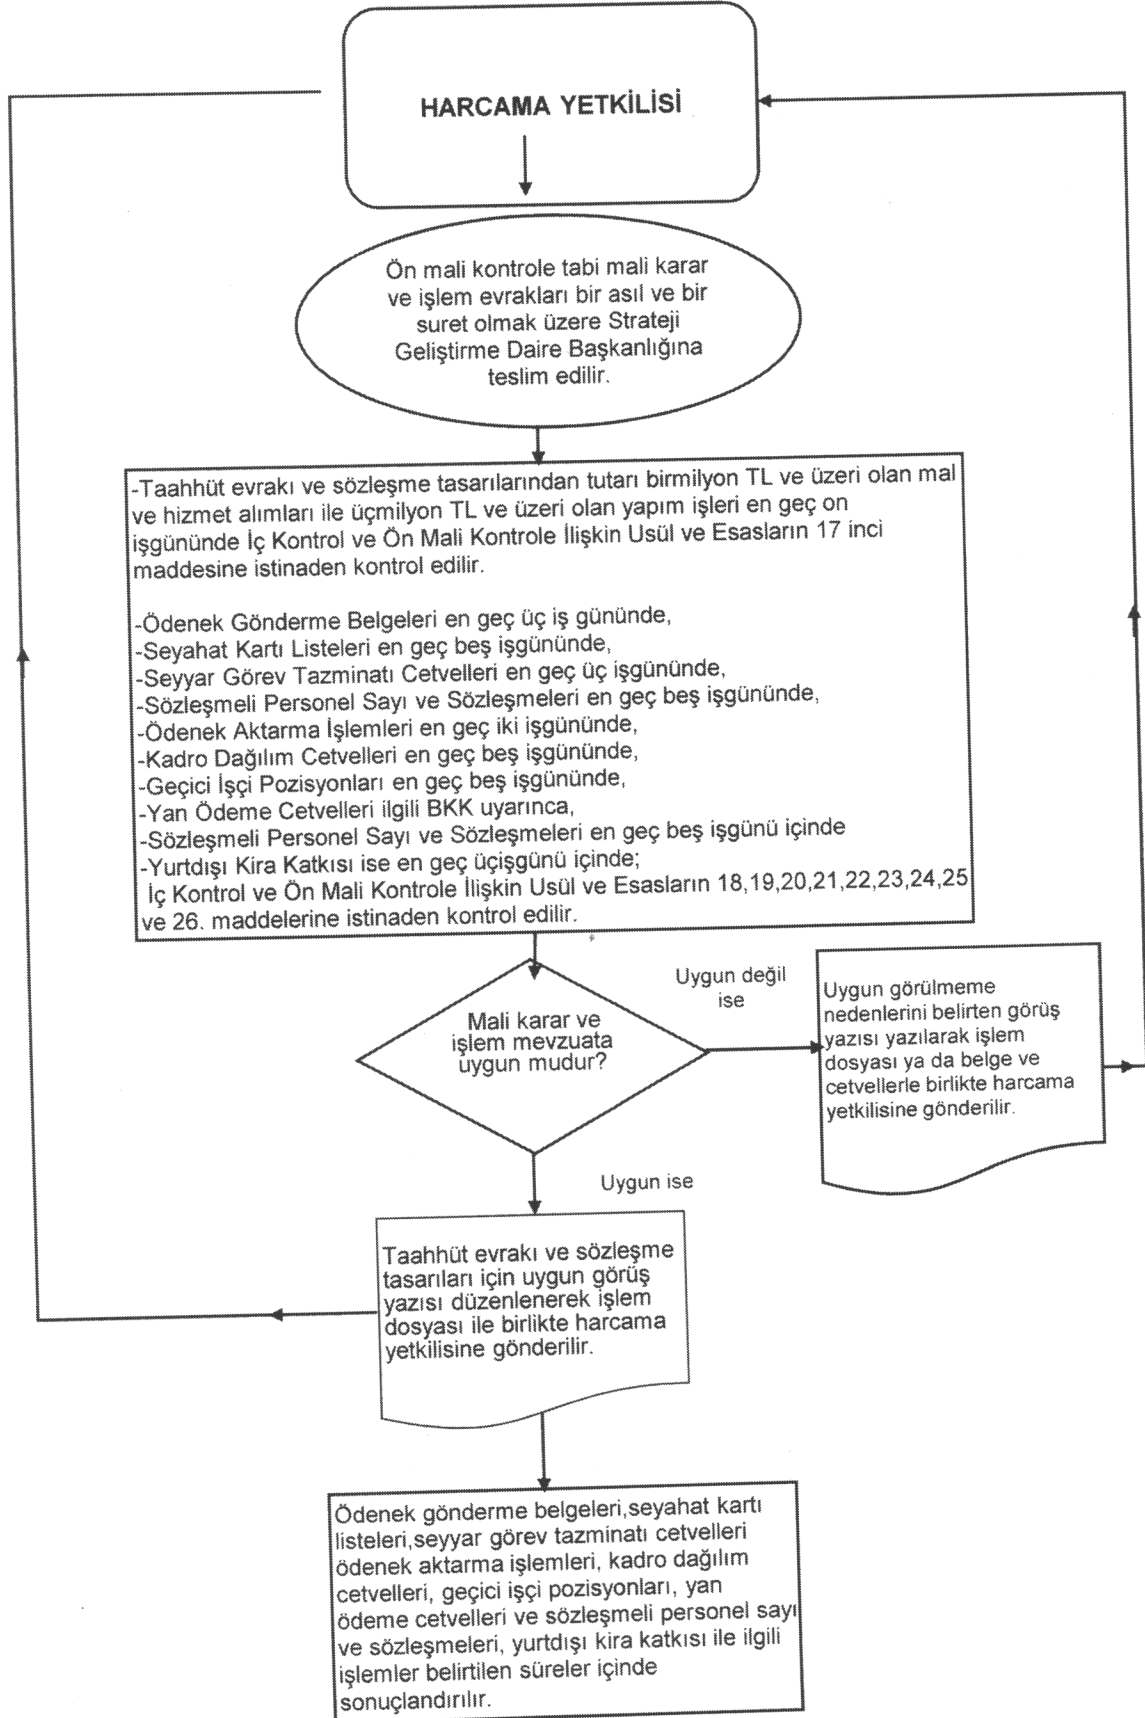 HARCAMA YETKİLİSİ
Ön mali kontrole tabi mali karar
ve işlem evrakları bir asıl ve bir
suret olmak üzere Strateji
Geliştirme Daire Başkanlığına
teslim edilir.
-Taahhüt evrakı ve sözleşme tasarılarından tutarı birmilyon TL ve üzeri olan mal
ve hizmet alımları ile üçmilyon TL ve üzeri olan yapım işleri en geç on
işgününde İç Kontrol ve Ön Mali Kontrole İlişkin Usül ve Esasların 17 inci
maddesine istinaden kontrol edilir.
-Ödenek Gönderme Belgeleri en geç üç iş gününde,
-Seyahat Kartı Listeleri en geç beş işgününde,
-Seyyar Görev Tazminatı Cetvelleri en geç üç işgününde,
-Sözleşmeli Personel Sayı ve Sözleşmeleri en geç beş işgününde,
-Ödenek Aktarma İşlemleri en geç iki işgününde,
-Kadro Dağılım Cetvelleri en geç beş işgününde,
-Geçici İşçi Pozisyonları en geç beş işgününde,
-Yan Ödeme Cetvelleri ilgili BKK uyarınca,
-Sözleşmeli Personel Sayı ve Sözleşmeleri en geç beş işgünü içinde
-Yurtdışı Kira Katkısı ise en geç üçişgünü içinde;
İç Kontrol ve Ön Mali Kontrole İlişkin Usül ve Esasların 18,19,20,21,22,23,24,25
ve 26. maddelerine istinaden kontrol edilir.
Mali karar ve
işlem mevzuata
uygun mudur?
Uygun değil
ise
Uygun görülmeme
nedenlerini belirten görüş
yazısı yazılarak işlem
dosyası ya da belge ve
cetvellerle birlikte harcama
yetkilisine gönderilir.
Uygun ise
Taahhüt evrakı ve sözleşme
tasarıları için uygun görüş
yazısı düzenlenerek işlem
dosyası ile birlikte harcama
yetkilisine gönderilir.
Ödenek gönderme belgeleri,seyahat kartı
listeleri,seyyar görev tazminatı cetvelleri
ödenek aktarma işlemleri, kadro dağılım
cetvelleri, geçici işçi pozisyonları, yan
ödeme cetvelleri ve sözleşmeli personel sayı
ve sözleşmeleri, yurtdışı kira katkısı ile ilgili
işlemler belirtilen süreler içinde
sonuçlandırılır.